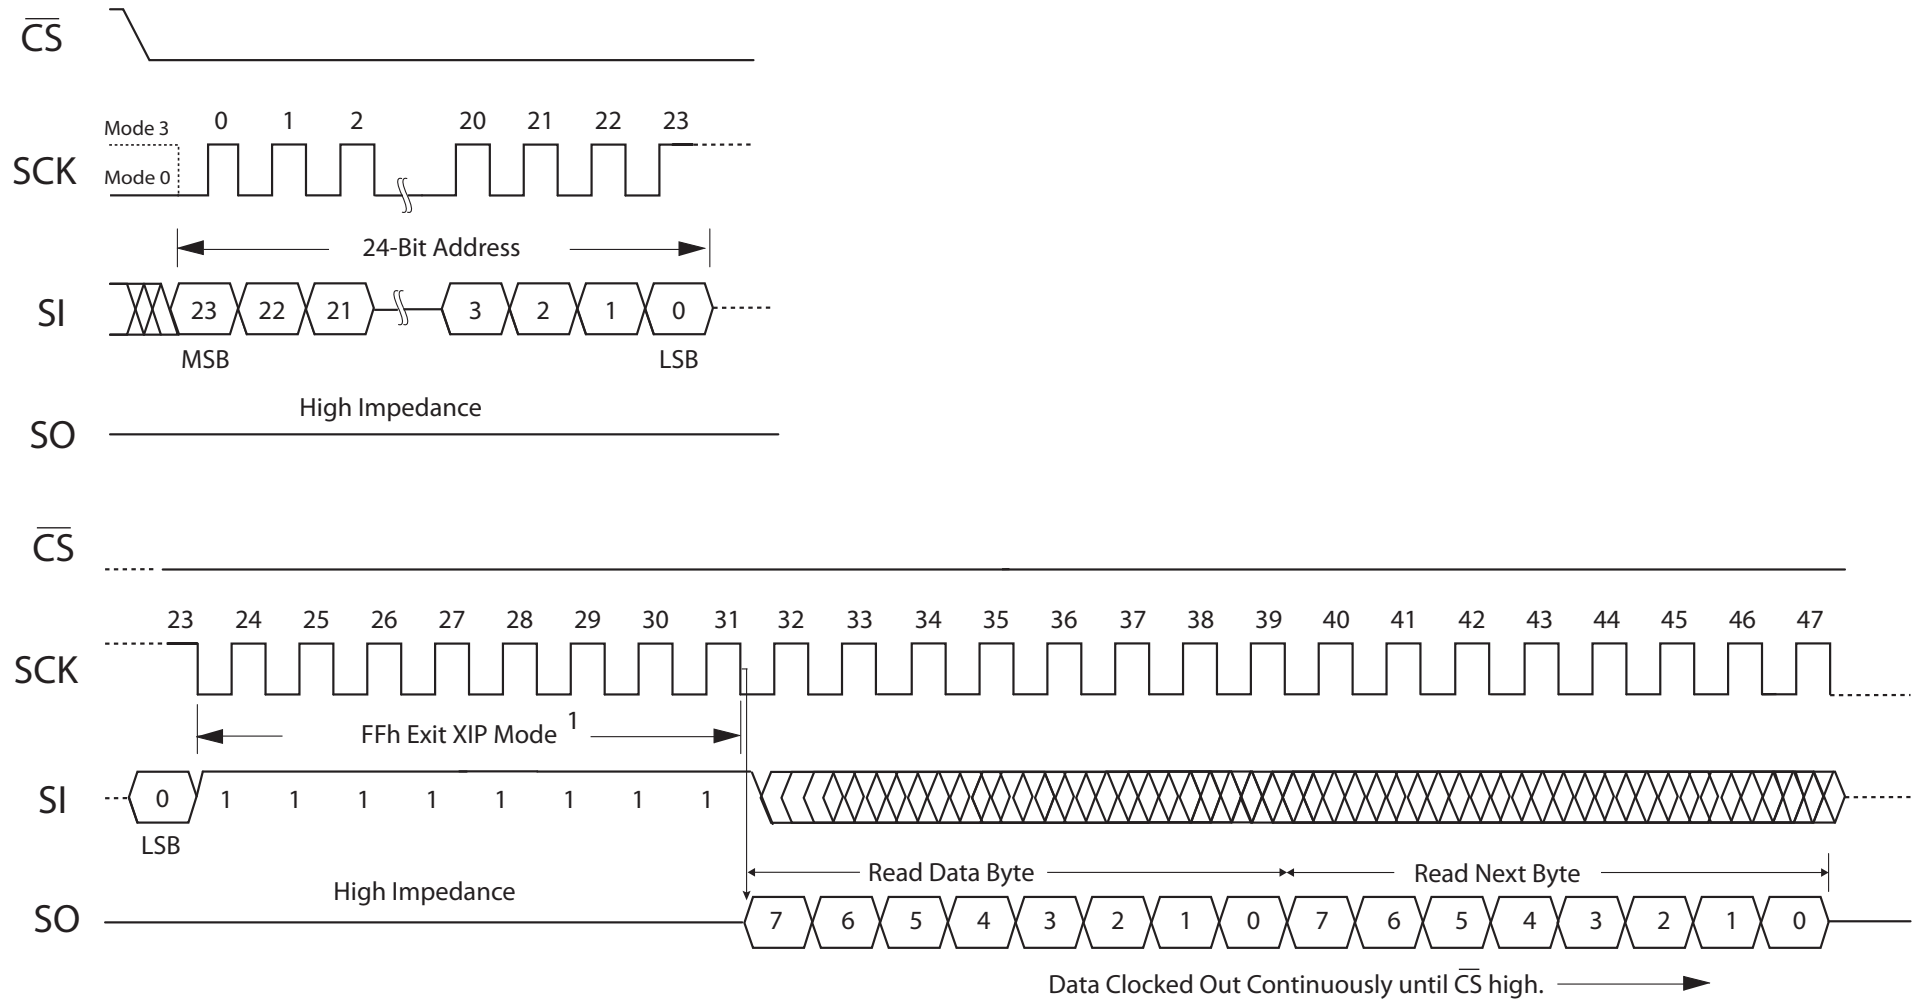 CS
Mode 3 0 1 2 20 21 22 23
SCK
Mode 0
24-Bit Address
SI 23 22 21 3 2 1 0
MSB LSB
High Impedance
SO
CS
23 24 25 26 27 28 29 30 31 32 33 34 35 36 37 38 39 40 41 42 43 44 45 46 47
SCK
FFh Exit XIP Mode 1
SI 0 1 1 1 1 1 1 1 1
LSB
Read Data Byte Read Next Byte
High Impedance
SO 7 6 5 4 3 2 1 0 7 6 5 4 3 2 1 0
Data Clocked Out Continuously until CS high.